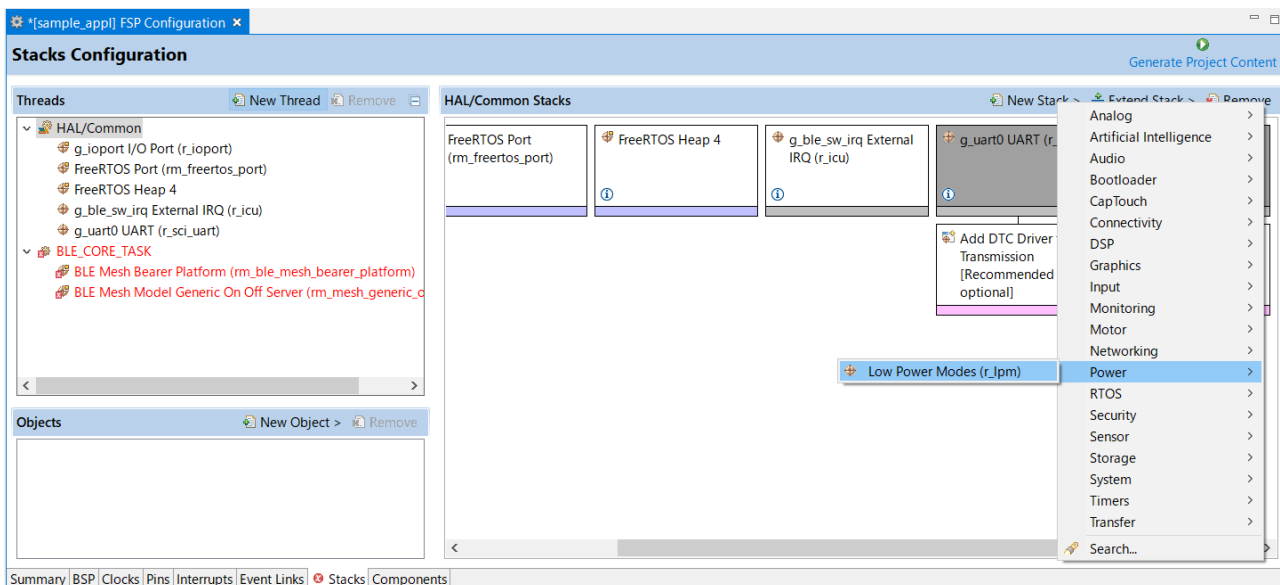 *[sample_appl] FSP Configuration
Stacks Configuration
Generate Project Content
Threads
New Thread
Remove
HAL/Common
g_ioport I/O Port (r_ioport)
FreeRTOS Port (rm_freertos_port)
FreeRTOS Heap 4
g_ble_sw_irq External IRQ (r_icu)
g_uart0 UART (r_sci_uart)
BLE_CORE_TASK
BLE Mesh Bearer Platform (rm_ble_mesh_bearer_platform)
BLE Mesh Model Generic On Off Server (rm_mesh_generic_o
Objects
New Object >
Remove
HAL/Common Stacks
New Stack >
Extend Stack >
Remove
FreeRTOS Port
(rm_freertos_port)
FreeRTOS Heap 4
g_ble_sw_irq External
IRQ (r_icu)
g_uart0 UART (r_
Add DTC Driver
Transmission
[Recommended
optional]
Low Power Modes (r_lpm)
Analog
Artificial Intelligence
Audio
Bootloader
CapTouch
Connectivity
DSP
Graphics
Input
Monitoring
Motor
Networking
Power
RTOS
Security
Sensor
Storage
System
Timers
Transfer
Search...
Summary
BSP
Clocks
Pins
Interrupts
Event Links
Stacks
Components